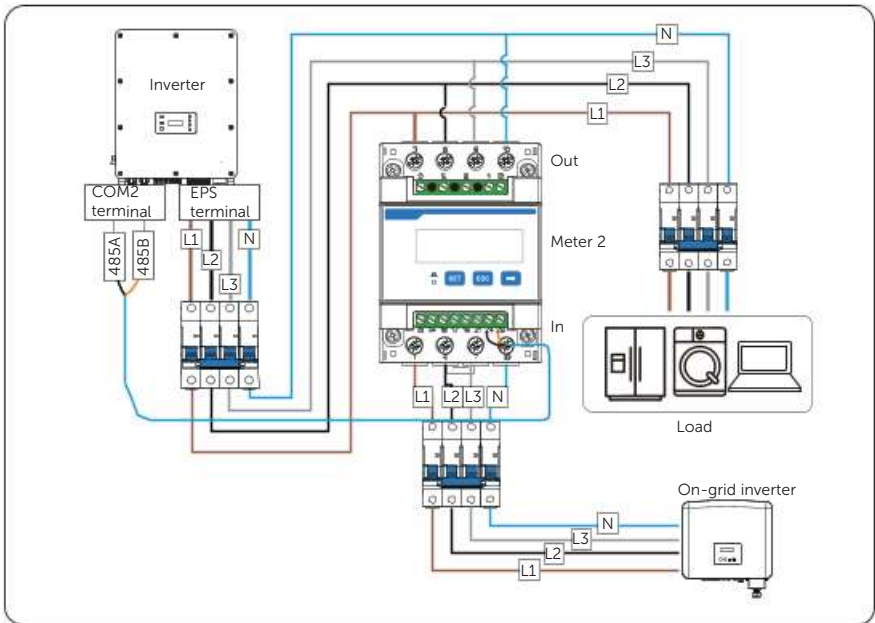 N
L3
L2
L1
Inverter
COM2
terminal
EPS
terminal
485A
485B
L1
L2
L3
N
Out
Meter 2
In
SET
ESC
L1
L2
L3
N
Load
On-grid inverter
N
L3
L2
L1